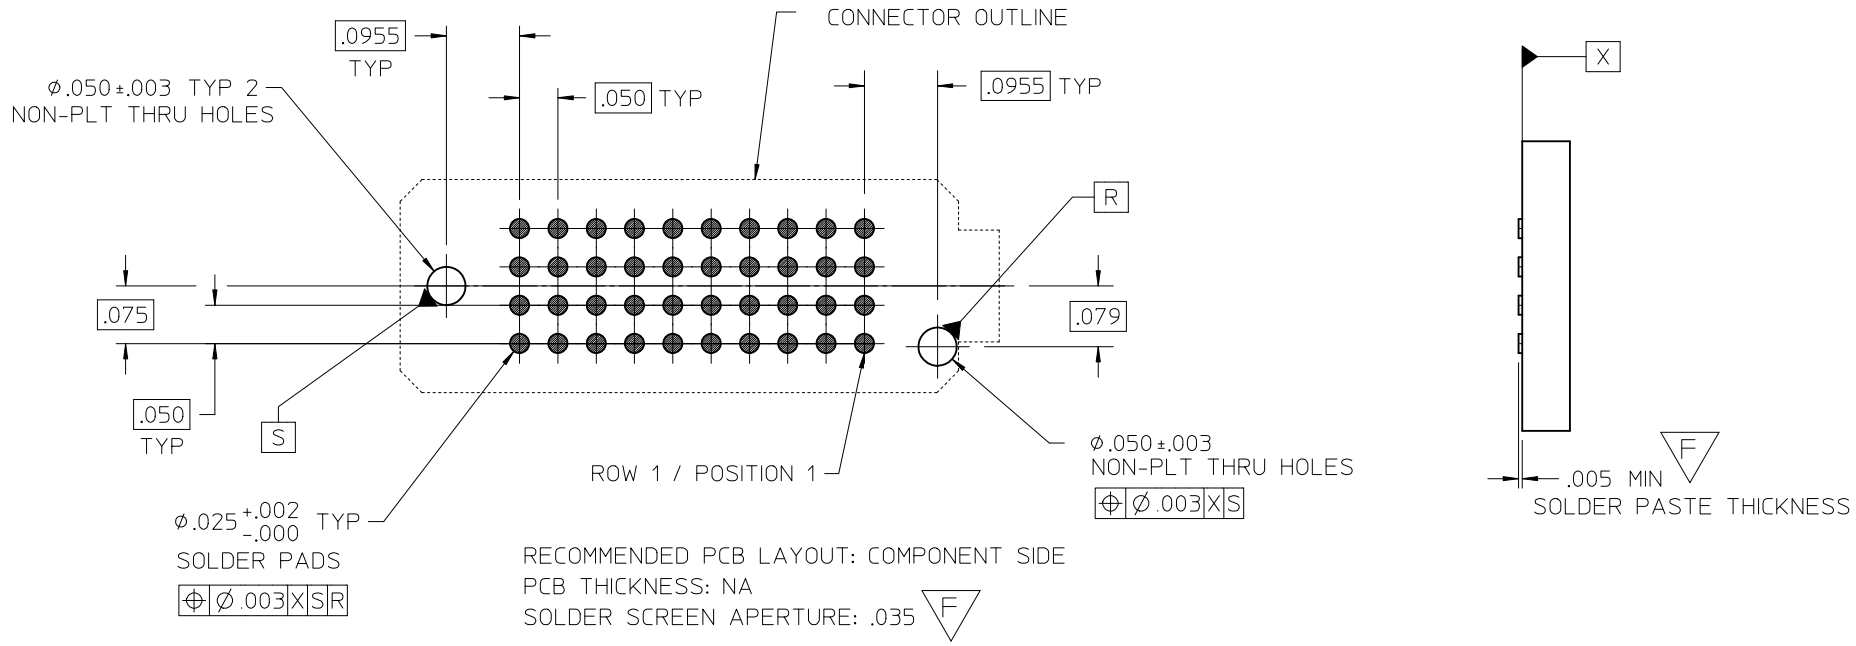 CONNECTOR OUTLINE
.0955
TYP
Ø.050±.003 TYP 2
NON-PLT THRU HOLES
.050 TYP
.0955 TYP
X
R
.075
.079
.050
TYP
S
ROW 1 / POSITION 1
Ø.050±.003
NON-PLT THRU HOLES
⌖ Ø.003 X S
F
.005 MIN
SOLDER PASTE THICKNESS
Ø.025 +.002 TYP
-.000
SOLDER PADS
⌖ Ø.003 X S R
RECOMMENDED PCB LAYOUT: COMPONENT SIDE
PCB THICKNESS: NA
SOLDER SCREEN APERTURE: .035 F